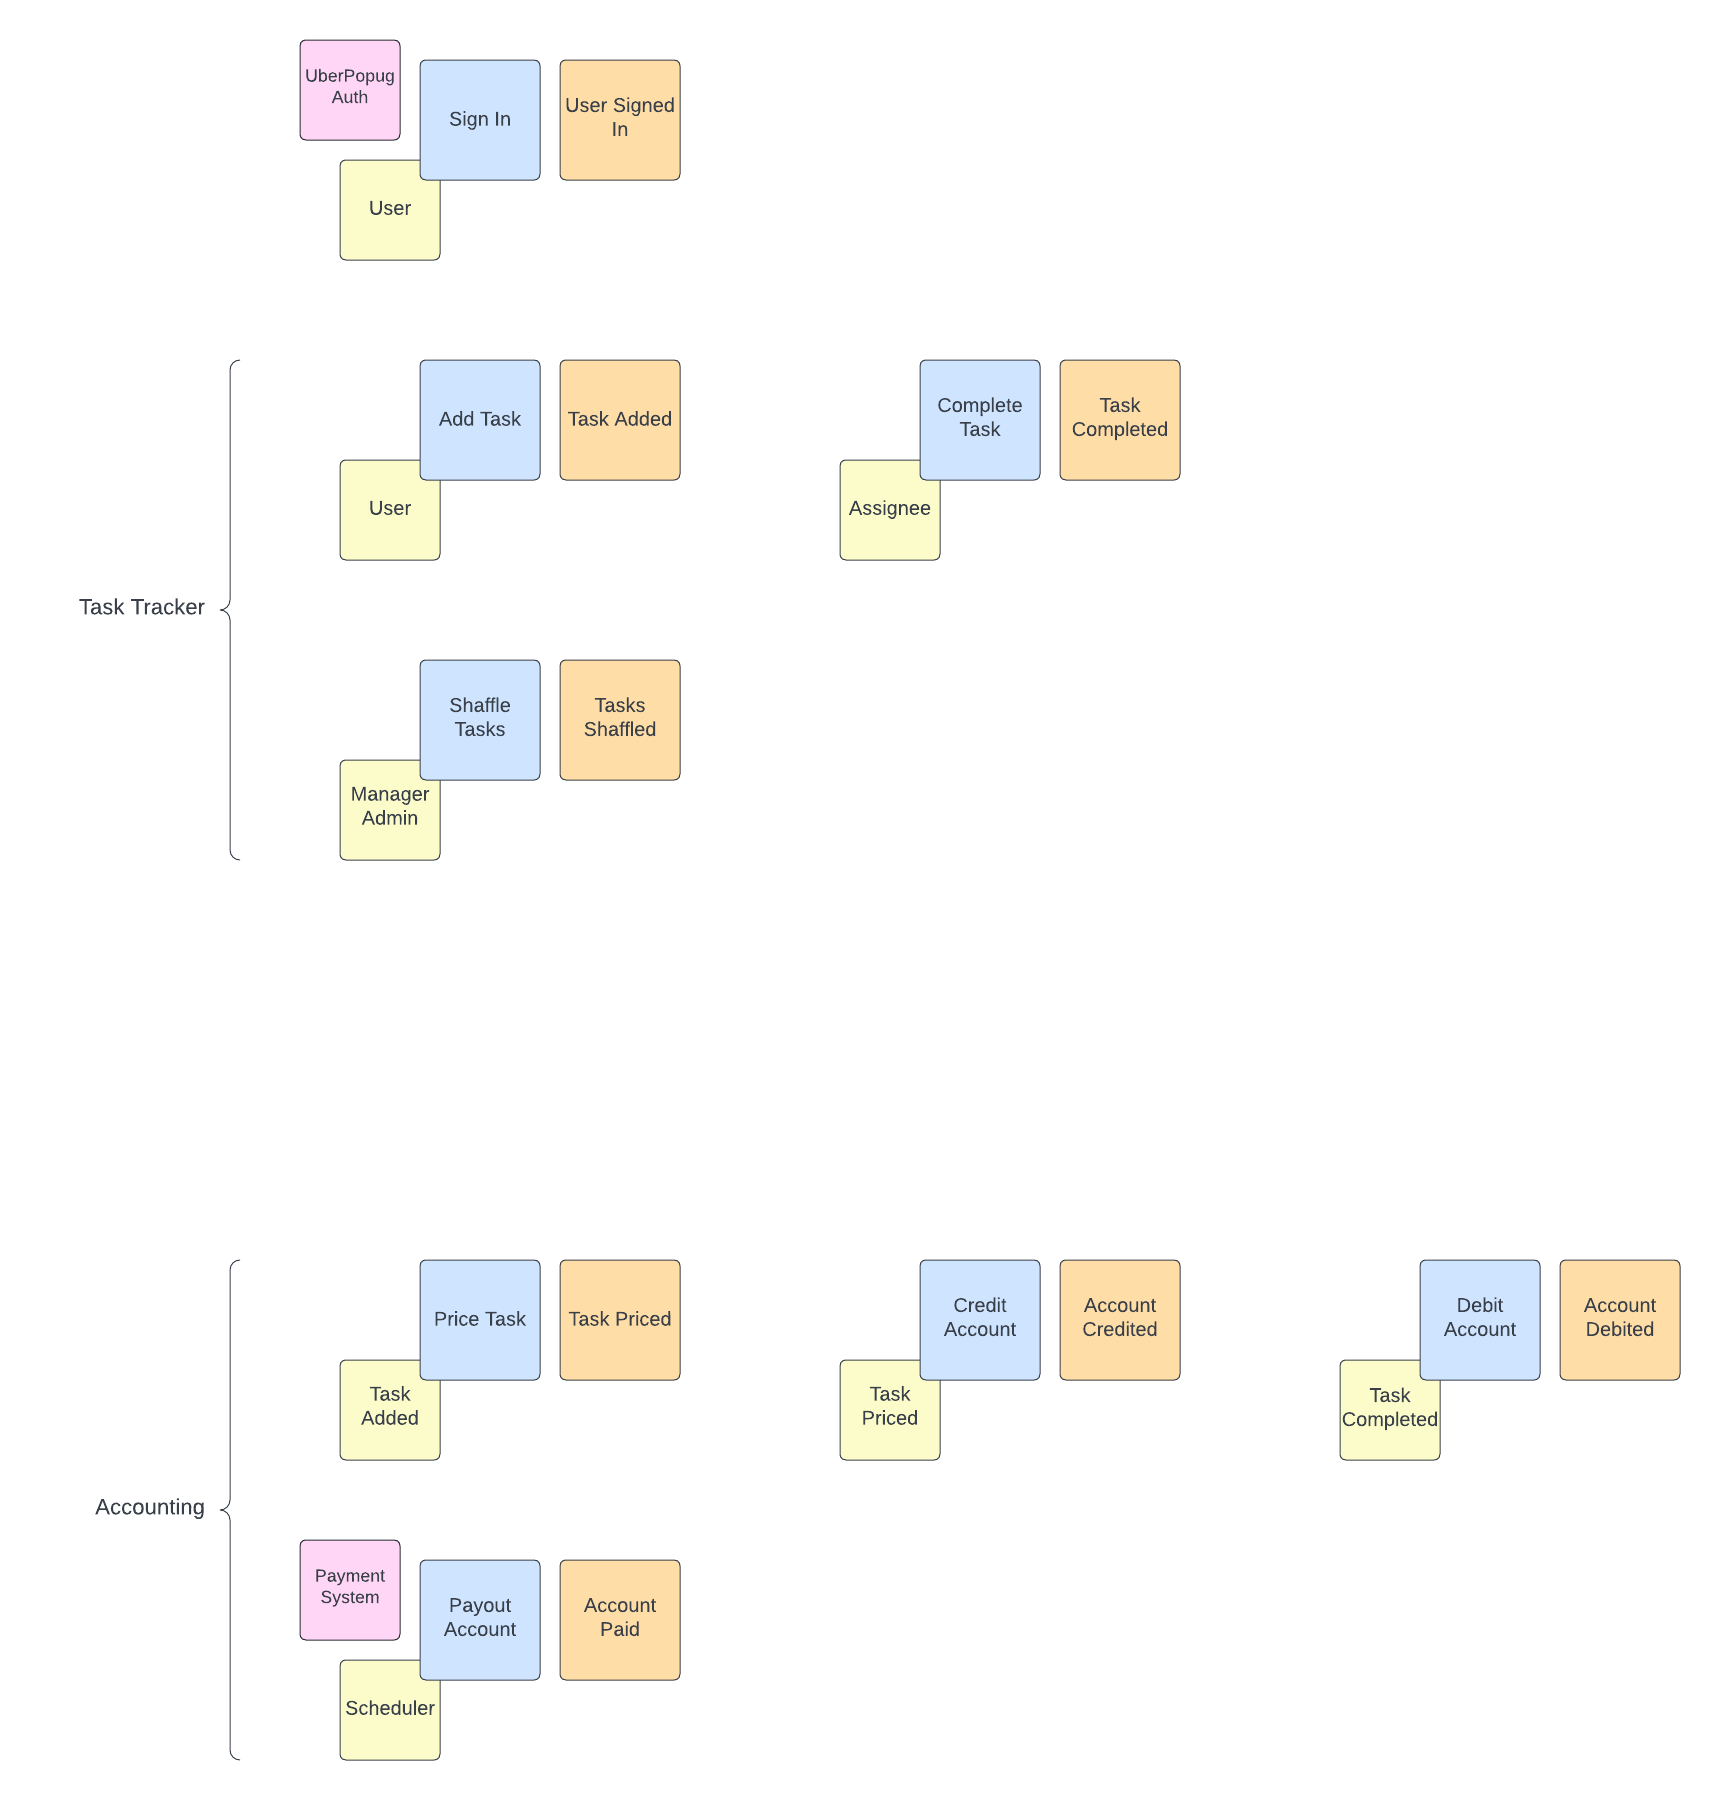 UberPopug
Auth
Sign In
User Signed
In
User
Task Tracker
Add Task
Task Added
User
Complete
Task
Task
Completed
Assignee
Shaffle
Tasks
Tasks
Shaffled
Manager
Admin
Accounting
Price Task
Task Priced
Task
Added
Credit
Account
Account
Credited
Task
Priced
Debit
Account
Account
Debited
Task
Completed
Payment
System
Payout
Account
Account
Paid
Scheduler